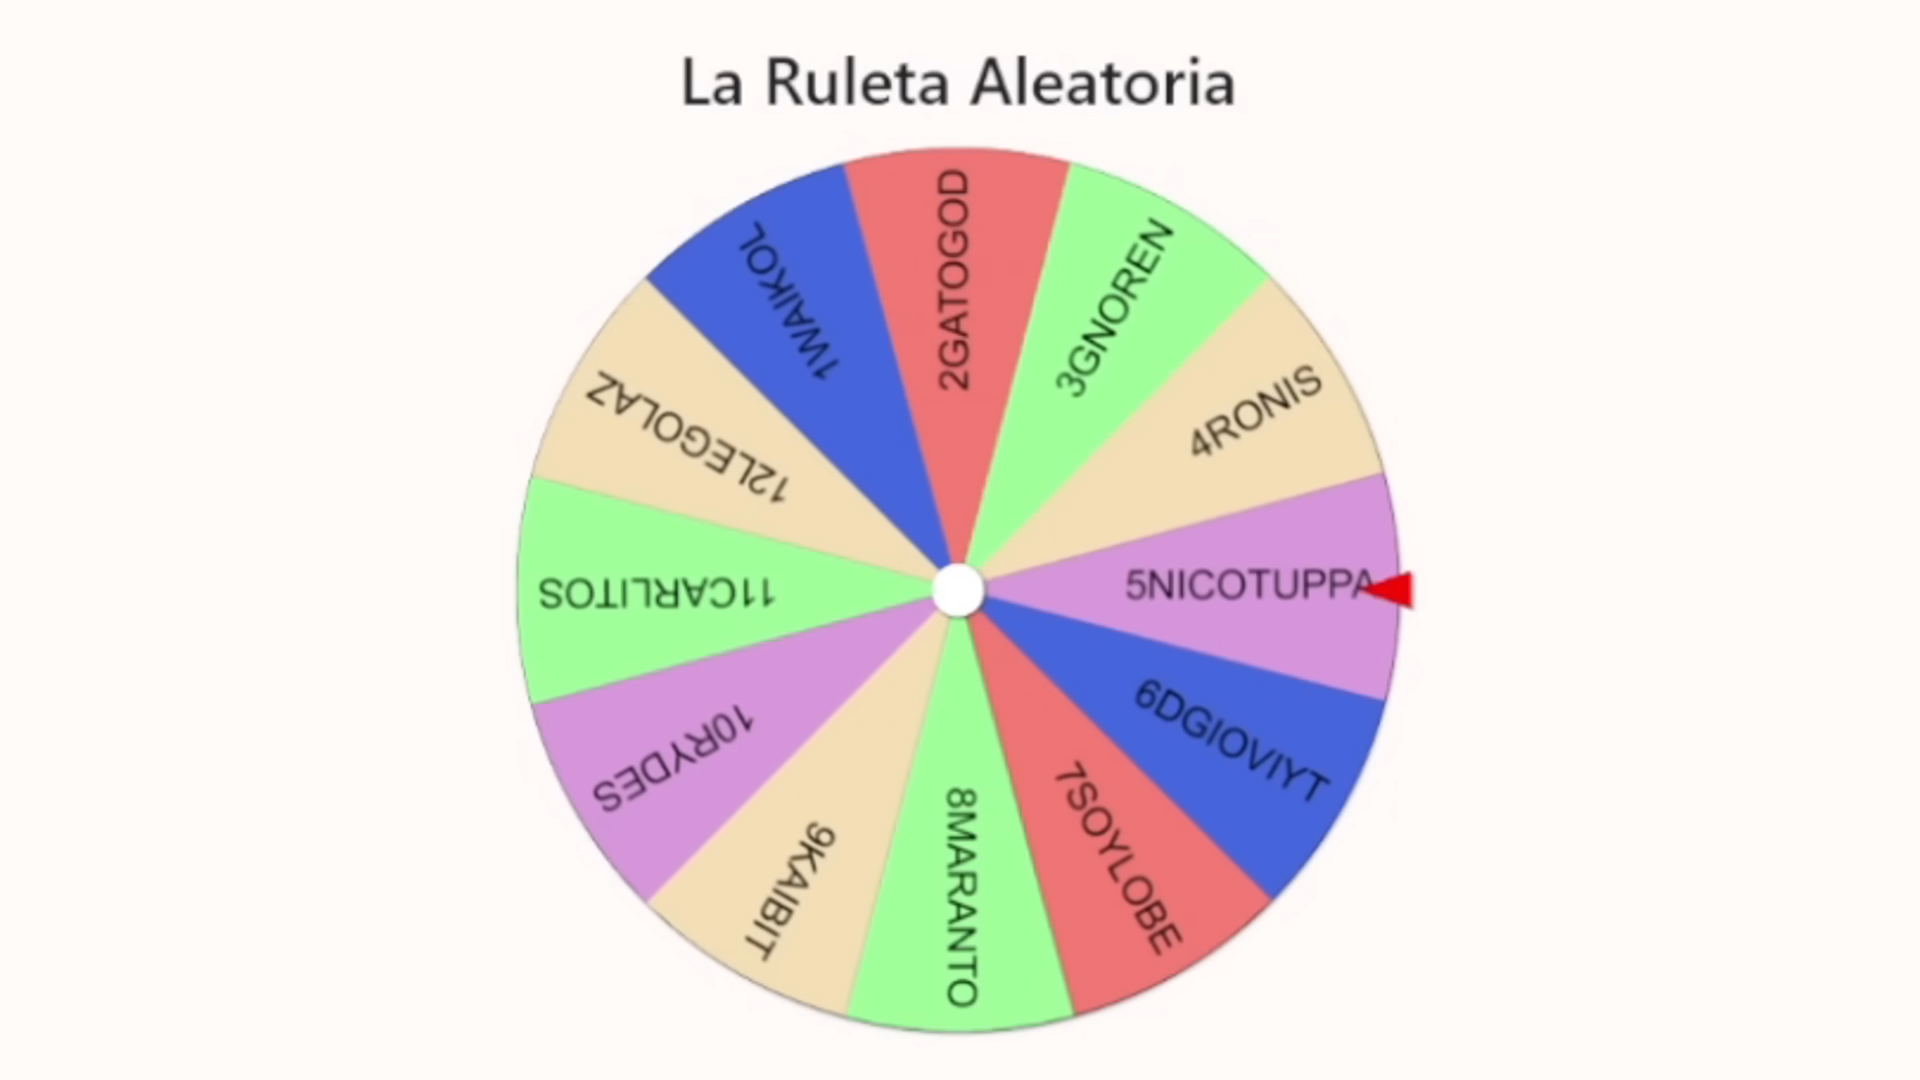 La Ruleta Aleatoria
1WAIKOL
2GATOGOD
3GNOREN
4RONIS
5NICOTUPPA
6DGIOVIYT
7SOYLOBE
8MARANTO
9KAIBIT
10RYDES
11CARLITOS
12LEGOLAZ